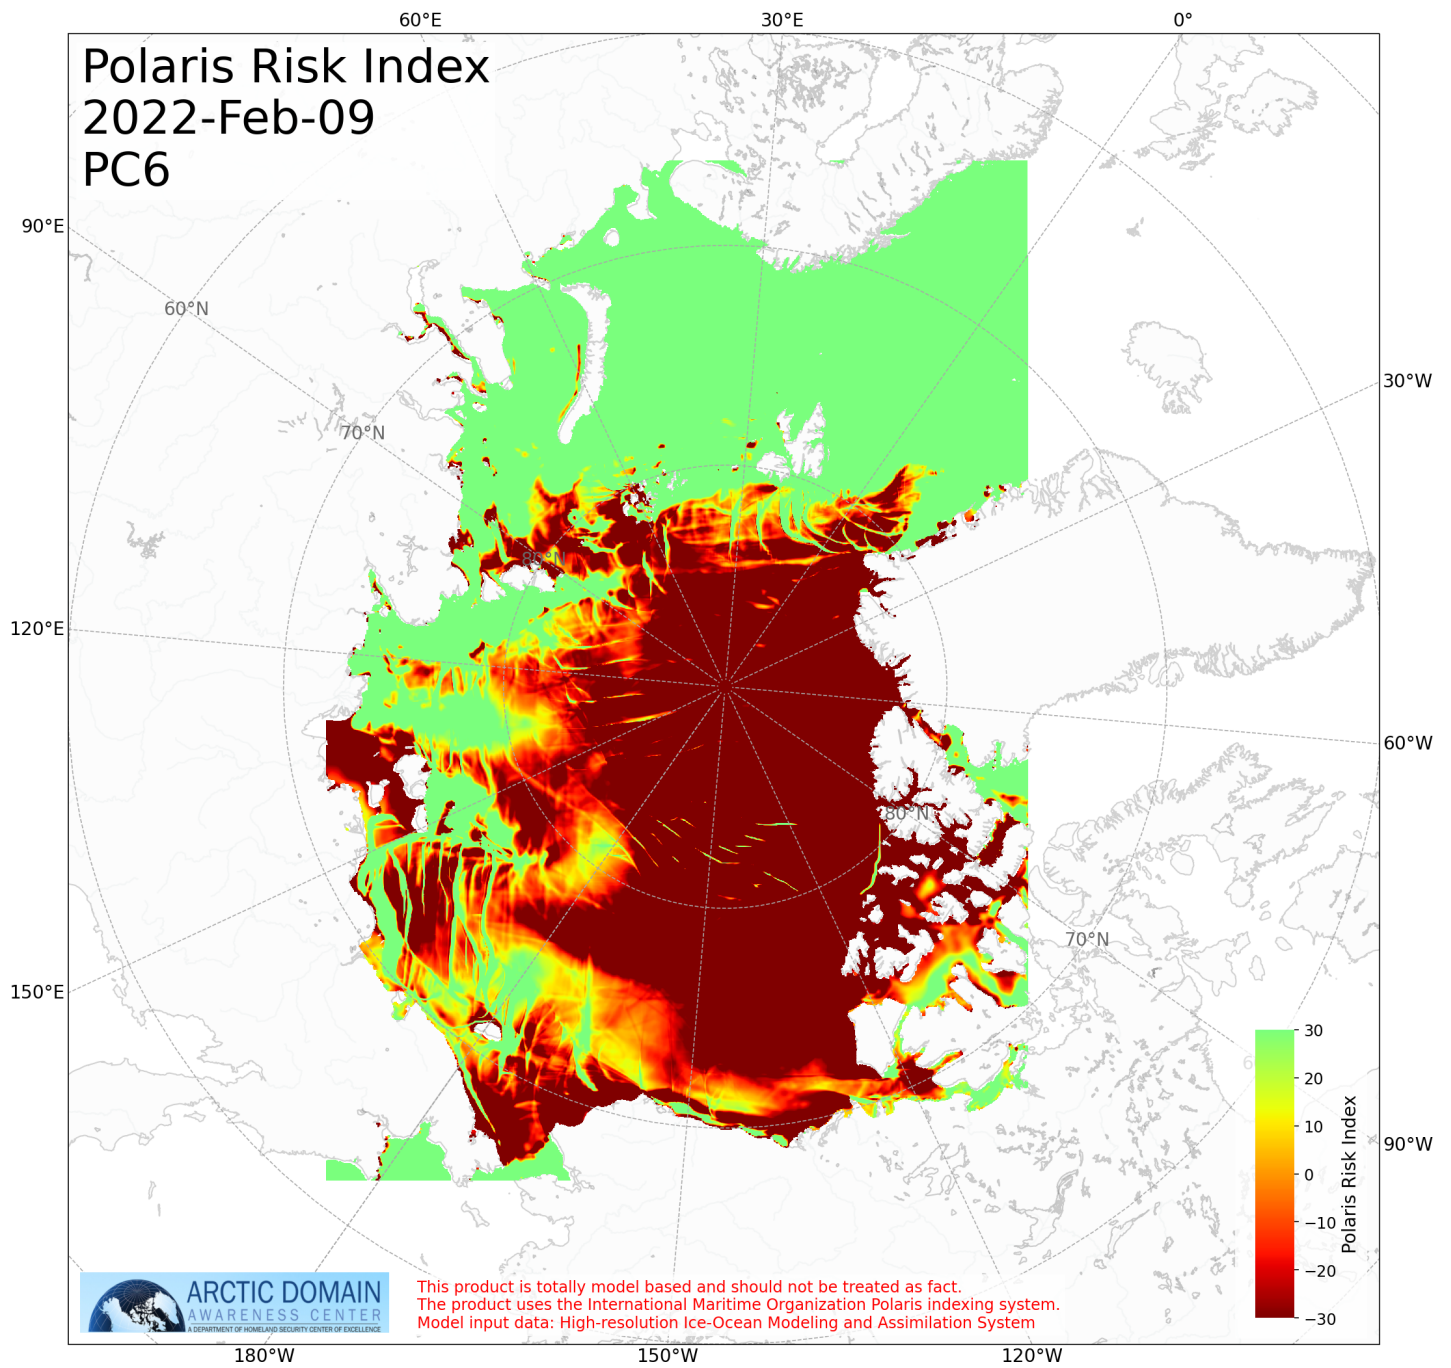 60°E 30°E 0°
Polaris Risk Index
2022-Feb-09
PC6
90°E
60°N
30°W
70°N
80°N
120°E
60°W
80°N
70°N
150°E
30
20
10
0
−10
−20
−30
Polaris Risk Index
90°W
ARCTIC DOMAIN
AWARENESS CENTER
A DEPARTMENT OF HOMELAND SECURITY CENTER OF EXCELLENCE
This product is totally model based and should not be treated as fact.
The product uses the International Maritime Organization Polaris indexing system.
Model input data: High-resolution Ice-Ocean Modeling and Assimilation System
180°W 150°W 120°W